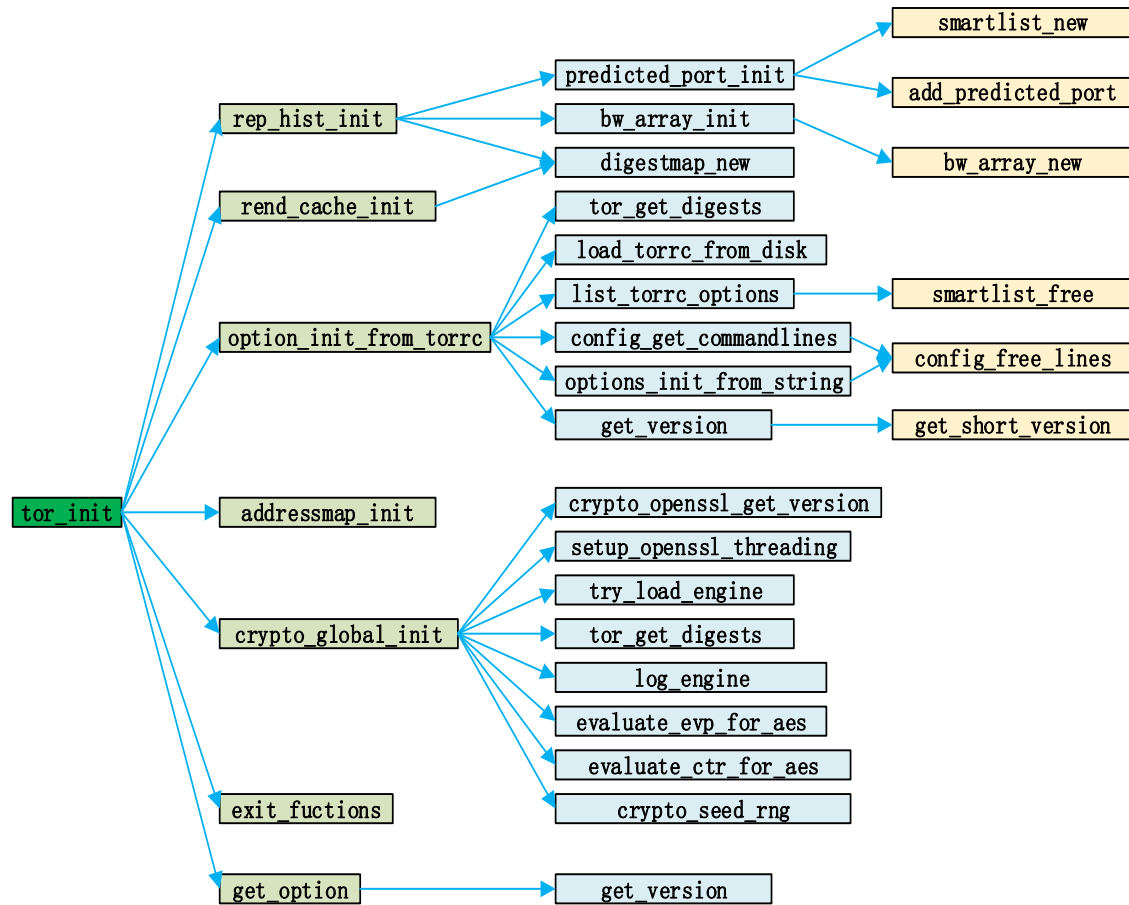 smartlist_new
predicted_port_init
add_predicted_port
rep_hist_init
bw_array_init
digestmap_new
bw_array_new
rend_cache_init
tor_get_digests
load_torrc_from_disk
list_torrc_options
smartlist_free
option_init_from_torrc
config_get_commandlines
config_free_lines
options_init_from_string
get_version
get_short_version
tor_init
addressmap_init
crypto_openssl_get_version
setup_openssl_threading
try_load_engine
crypto_global_init
tor_get_digests
log_engine
evaluate_evp_for_aes
evaluate_ctr_for_aes
exit_fuctions
crypto_seed_rng
get_option
get_version